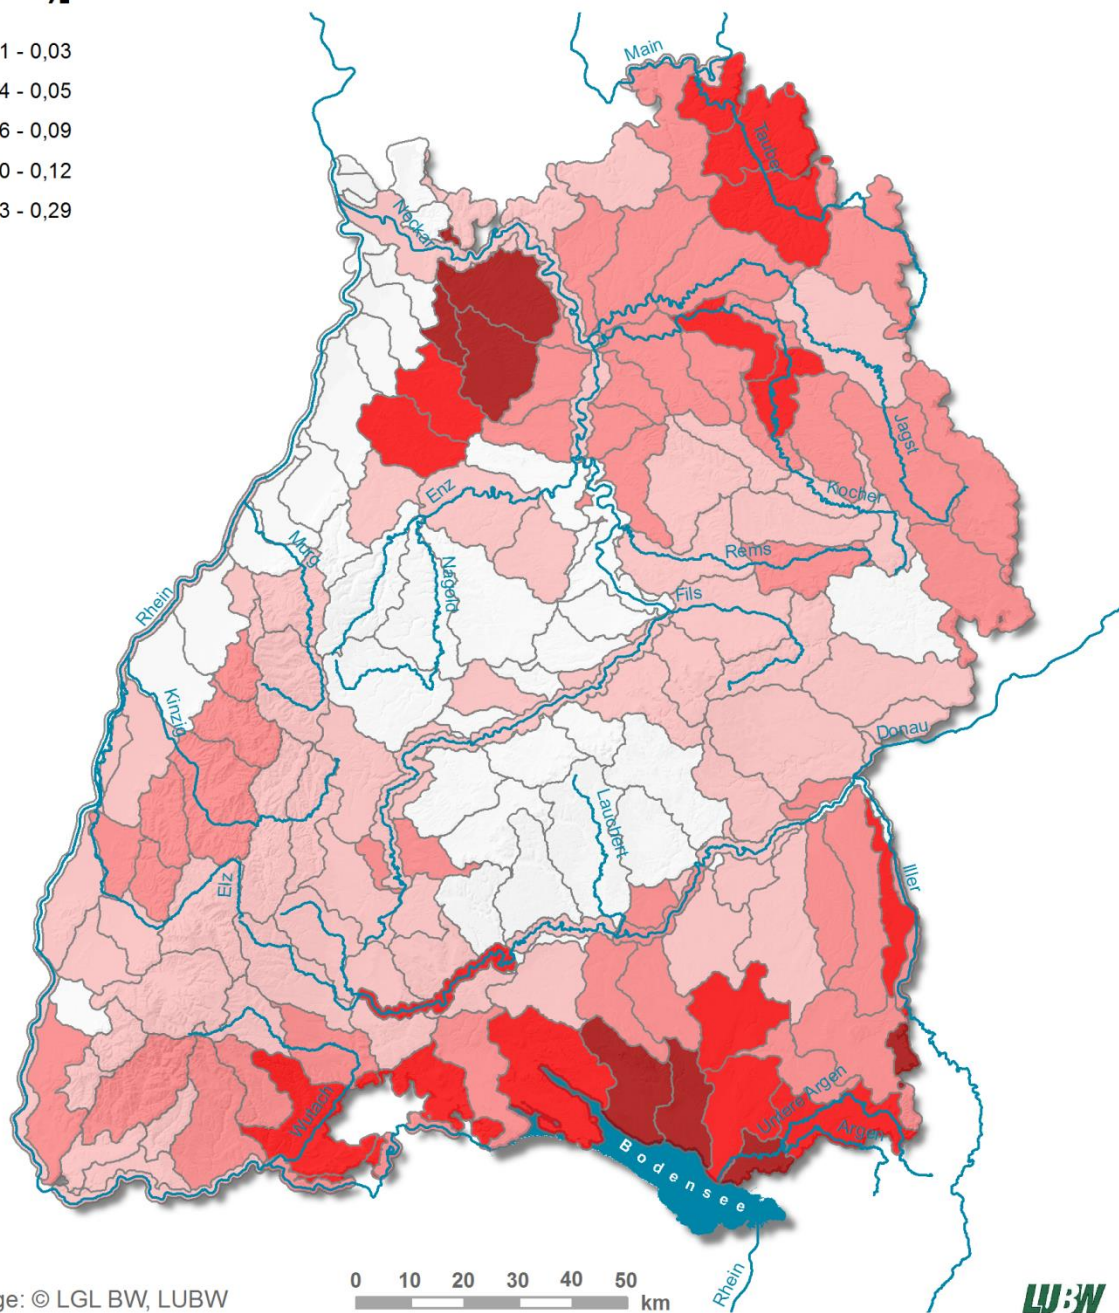 1 - 0,03
4 - 0,05
6 - 0,09
0 - 0,12
3 - 0,29
Main
Tauber
Neckar
Jagst
Kocher
Enz
Murg
Nagold
Rems
Rhein
Fils
Kinzig
Donau
Lauchert
Elz
Iller
Wutach
Untere Argen
Argen
Bodensee
Rhein
0 10 20 30 40 50
km
ge: © LGL BW, LUBW
LUBW